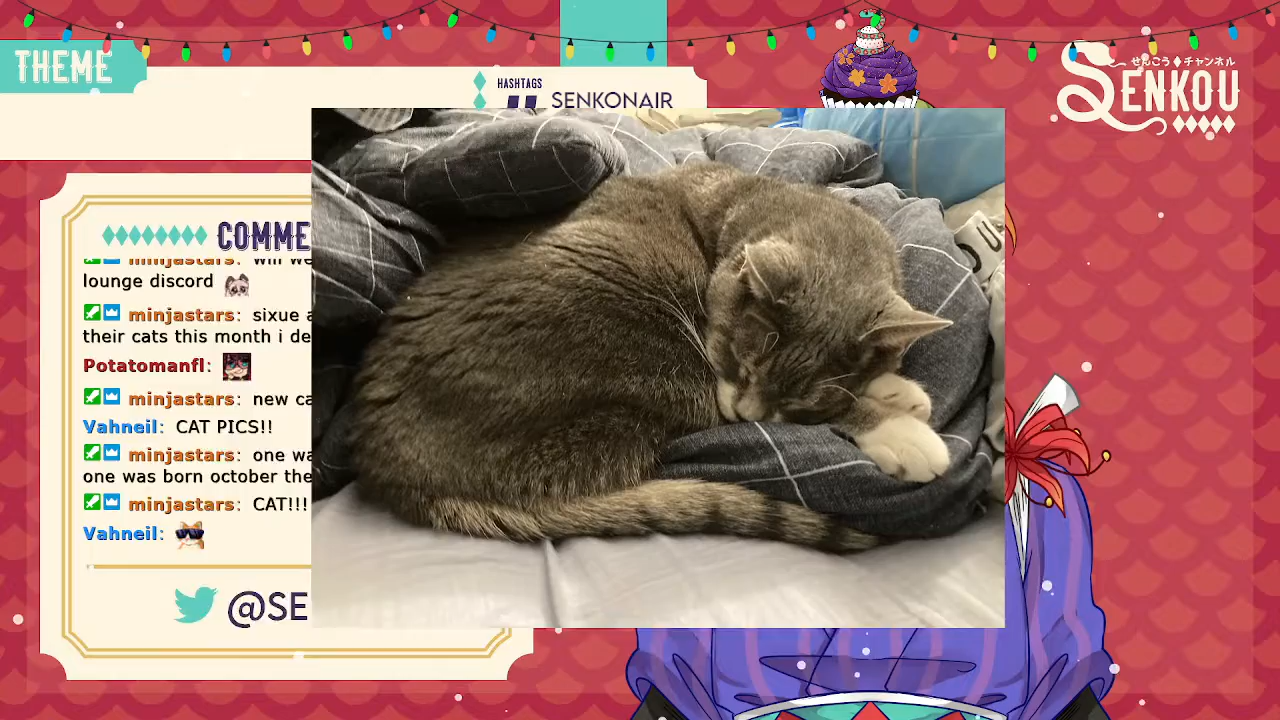 THEME
HASHTAGS
SENKONAIR
せんこう♦チャンネル
SENKOU
COMME
lounge discord
minjastars: sixue a
their cats this month i de
Potatomanfl:
minjastars: new ca
Vahneil: CAT PICS!!
minjastars: one wa
one was born october the
minjastars: CAT!!!
Vahneil:
@SE